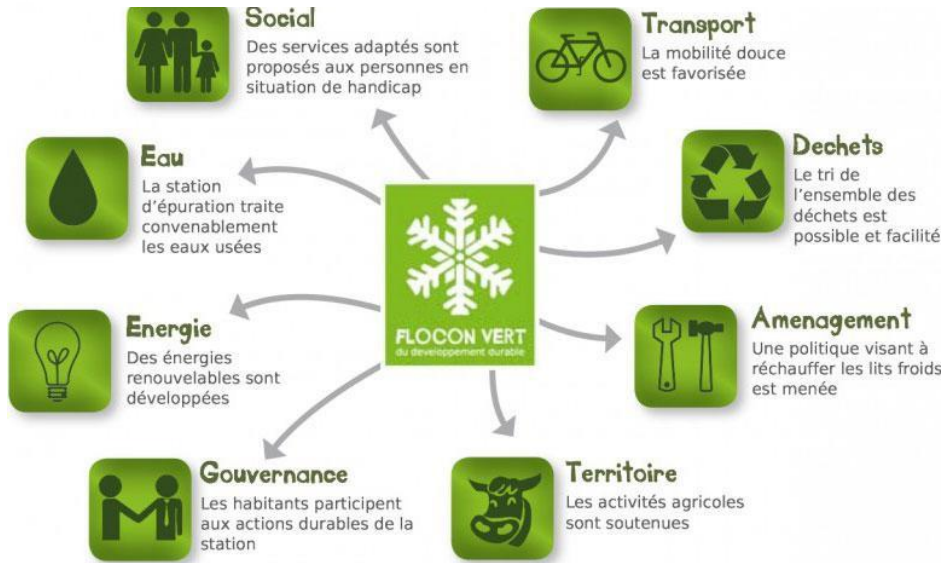 Social
Des services adaptés sont
proposés aux personnes en
situation de handicap
Transport
La mobilité douce
est favorisée
Eau
La station
d'épuration traite
convenablement
les eaux usées
Dechets
Le tri de
l'ensemble des
déchets est
possible et facilité
FLOCON VERT
du developpement durable
Energie
Des énergies
renouvelables sont
développées
Amenagement
Une politique visant à
réchauffer les lits froids
est menée
Gouvernance
Les habitants participent
aux actions durables de la
station
Territoire
Les activités agricoles
sont soutenues